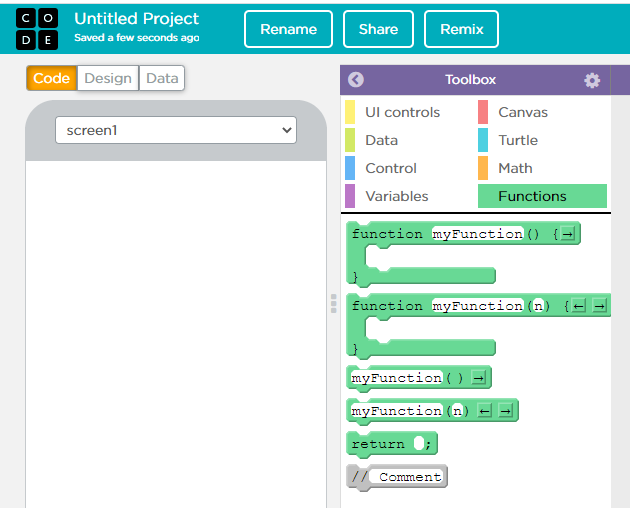 C O
D E
Untitled Project
Saved a few seconds ago
Rename
Share
Remix
Code
Design
Data
Toolbox
screen1
UI controls
Canvas
Data
Turtle
Control
Math
Variables
Functions
function myFunction() {→
}
function myFunction(n) {← →
}
myFunction() →
myFunction(n) ← →
return ;
// Comment